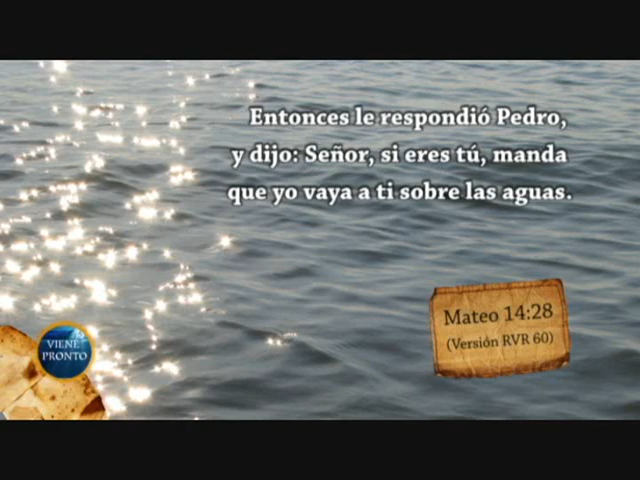 Entonces le respondió Pedro,
y dijo: Señor, si eres tú, manda
que yo vaya a ti sobre las aguas.
Mateo 14:28
(Versión RVR 60)
VIENE
PRONTO